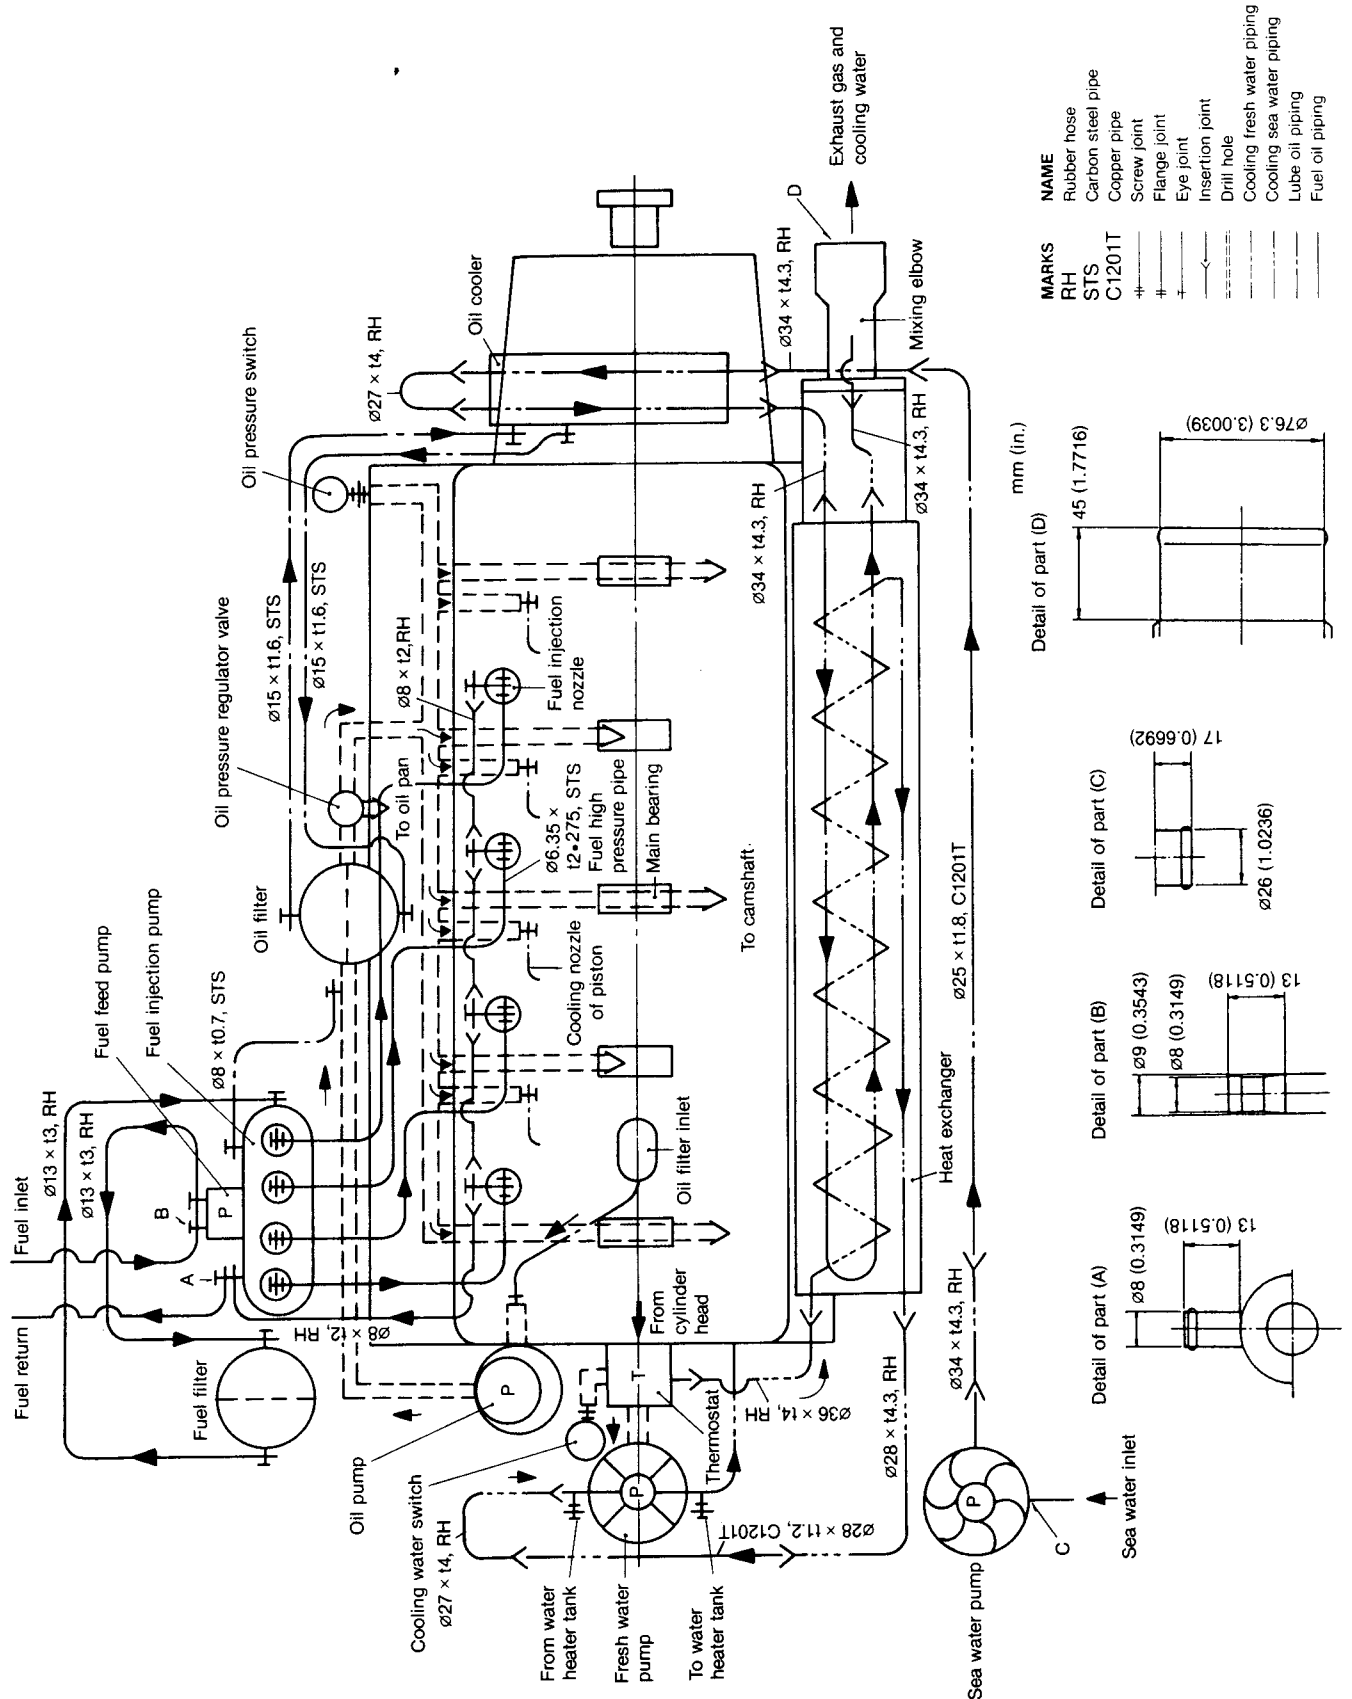 Fuel return
Fuel inlet
Ø13 × t3, RH
Ø13 × t3, RH
Fuel feed pump
Fuel injection pump
Ø8 × t0.7, STS
B
A
P
Fuel filter
Ø8 × t2, RH
Oil filter
Oil pressure regulator valve
Ø15 × t1.6, STS
Ø15 × t1.6, STS
Oil pressure switch
Ø27 × t4, RH
Oil cooler
To oil pan
Ø8 × t2,RH
Fuel injection
nozzle
Ø6.35 ×
t2•275, STS
Fuel high
pressure pipe
Main bearing
Cooling nozzle
of piston
Oil filter inlet
To camshaft
From
cylinder
head
Oil pump
P
Cooling water switch
Ø27 × t4, RH
T
Thermostat
P
From water
heater tank
Fresh water
pump
To water
heater tank
Ø28 × t1.2, C1201T
Ø36 × t4, RH
Ø28 × t4.3, RH
Ø34 × t4.3, RH
Ø34 × t4.3, RH
Ø34 × t4.3, RH
D
Exhaust gas and
cooling water
Mixing elbow
Heat exchanger
Ø25 × t1.8, C1201T
Ø34 × t4.3, RH
Sea water pump
P
C
Sea water inlet
Detail of part (A)
Ø8 (0.3149)
13 (0.5118)
Detail of part (B)
Ø9 (0.3543)
Ø8 (0.3149)
13 (0.5118)
Detail of part (C)
17 (0.6692)
Ø26 (1.0236)
Detail of part (D)
mm (in.)
45 (1.7716)
Ø76.3 (3.0039)
MARKS NAME
RH Rubber hose
STS Carbon steel pipe
C1201T Copper pipe
Screw joint
Flange joint
Eye joint
Insertion joint
Drill hole
Cooling fresh water piping
Cooling sea water piping
Lube oil piping
Fuel oil piping